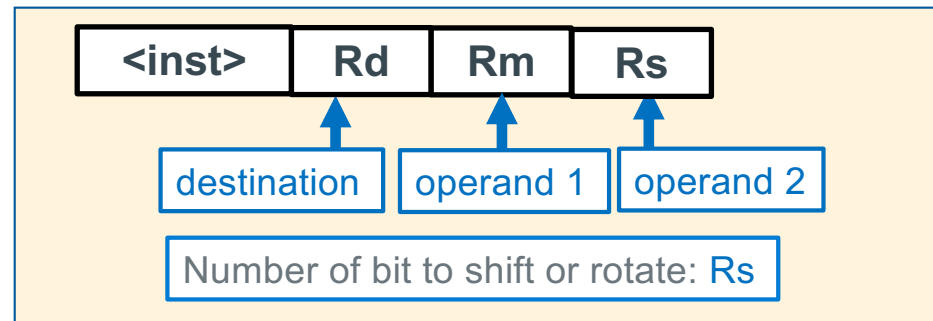 <inst> Rd Rm Rs
destination operand 1 operand 2
Number of bit to shift or rotate: Rs